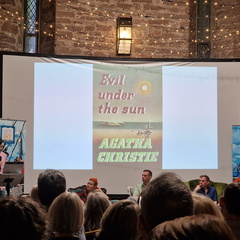 Evil
under
the sun
AGATHA
CHRISTIE